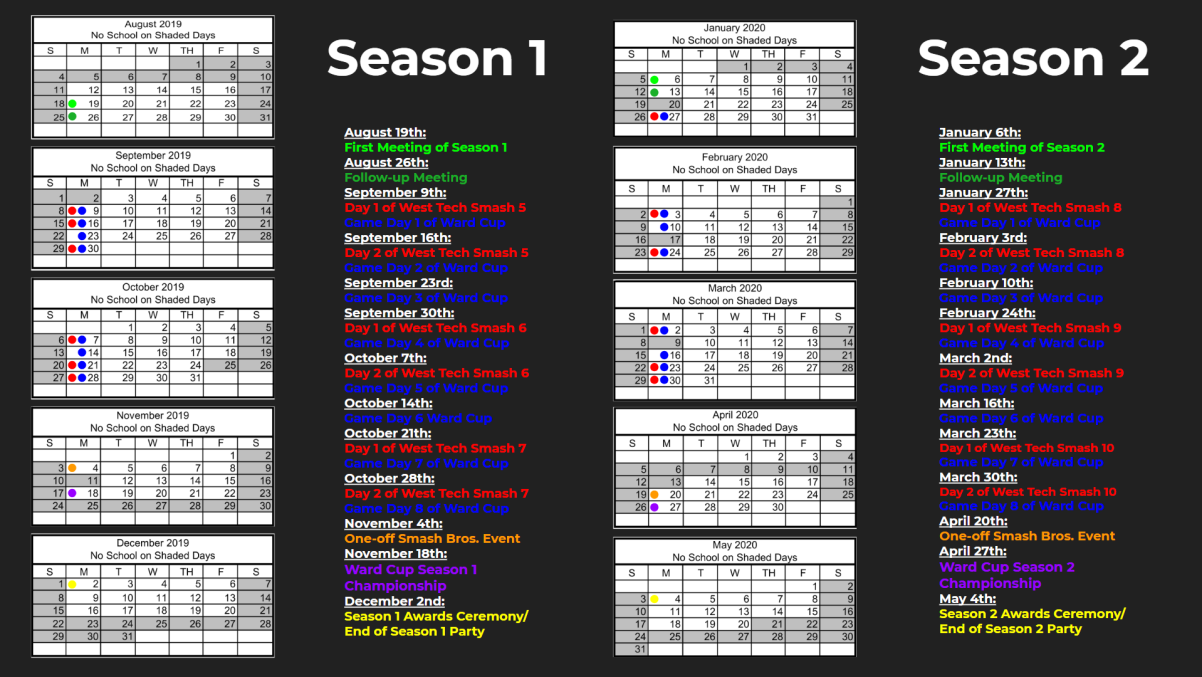 August 2019
No School on Shaded Days
S M T W TH F S
1 2 3
4 5 6 7 8 9 10
11 12 13 14 15 16 17
18 19 20 21 22 23 24
25 26 27 28 29 30 31
September 2019
No School on Shaded Days
S M T W TH F S
1 2 3 4 5 6 7
8 9 10 11 12 13 14
15 16 17 18 19 20 21
22 23 24 25 26 27 28
29 30
October 2019
No School on Shaded Days
S M T W TH F S
1 2 3 4 5
6 7 8 9 10 11 12
13 14 15 16 17 18 19
20 21 22 23 24 25 26
27 28 29 30 31
November 2019
No School on Shaded Days
S M T W TH F S
1 2
3 4 5 6 7 8 9
10 11 12 13 14 15 16
17 18 19 20 21 22 23
24 25 26 27 28 29 30
December 2019
No School on Shaded Days
S M T W TH F S
1 2 3 4 5 6 7
8 9 10 11 12 13 14
15 16 17 18 19 20 21
22 23 24 25 26 27 28
29 30 31
Season 1
August 19th:
First Meeting of Season 1
August 26th:
Follow-up Meeting
September 9th:
Day 1 of West Tech Smash 5
Game Day 1 of Ward Cup
September 16th:
Day 2 of West Tech Smash 5
Game Day 2 of Ward Cup
September 23rd:
Game Day 3 of Ward Cup
September 30th:
Day 1 of West Tech Smash 6
Game Day 4 of Ward Cup
October 7th:
Day 2 of West Tech Smash 6
Game Day 5 of Ward Cup
October 14th:
Game Day 6 Ward Cup
October 21th:
Day 1 of West Tech Smash 7
Game Day 7 of Ward Cup
October 28th:
Day 2 of West Tech Smash 7
Game Day 8 of Ward Cup
November 4th:
One-off Smash Bros. Event
November 18th:
Ward Cup Season 1
Championship
December 2nd:
Season 1 Awards Ceremony/
End of Season 1 Party
January 2020
No School on Shaded Days
S M T W TH F S
1 2 3 4
5 6 7 8 9 10 11
12 13 14 15 16 17 18
19 20 21 22 23 24 25
26 27 28 29 30 31
February 2020
No School on Shaded Days
S M T W TH F S
1
2 3 4 5 6 7 8
9 10 11 12 13 14 15
16 17 18 19 20 21 22
23 24 25 26 27 28 29
March 2020
No School on Shaded Days
S M T W TH F S
1 2 3 4 5 6 7
8 9 10 11 12 13 14
15 16 17 18 19 20 21
22 23 24 25 26 27 28
29 30 31
April 2020
No School on Shaded Days
S M T W TH F S
1 2 3 4
5 6 7 8 9 10 11
12 13 14 15 16 17 18
19 20 21 22 23 24 25
26 27 28 29 30
May 2020
No School on Shaded Days
S M T W TH F S
1 2
3 4 5 6 7 8 9
10 11 12 13 14 15 16
17 18 19 20 21 22 23
24 25 26 27 28 29 30
31
Season 2
January 6th:
First Meeting of Season 2
January 13th:
Follow-up Meeting
January 27th:
Day 1 of West Tech Smash 8
Game Day 1 of Ward Cup
February 3rd:
Day 2 of West Tech Smash 8
Game Day 2 of Ward Cup
February 10th:
Game Day 3 of Ward Cup
February 24th:
Day 1 of West Tech Smash 9
Game Day 4 of Ward Cup
March 2nd:
Day 2 of West Tech Smash 9
Game Day 5 of Ward Cup
March 16th:
Game Day 6 of Ward Cup
March 23th:
Day 1 of West Tech Smash 10
Game Day 7 of Ward Cup
March 30th:
Day 2 of West Tech Smash 10
Game Day 8 of Ward Cup
April 20th:
One-off Smash Bros. Event
April 27th:
Ward Cup Season 2
Championship
May 4th:
Season 2 Awards Ceremony/
End of Season 2 Party